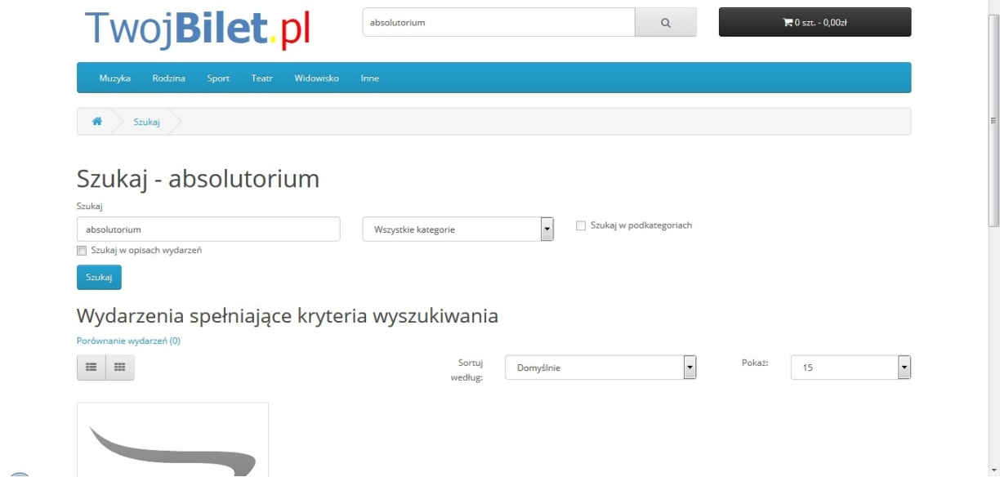 TwojBilet.pl
absolutorium
0 szt. - 0,00zł
Muzyka Rodzina Sport Teatr Widowisko Inne
Szukaj
Szukaj - absolutorium
Szukaj
absolutorium Wszystkie kategorie Szukaj w podkategoriach
Szukaj w opisach wydarzeń
Szukaj
Wydarzenia spełniające kryteria wyszukiwania
Porównanie wydarzeń (0)
Sortuj
według:
Domyślnie
Pokaż:
15